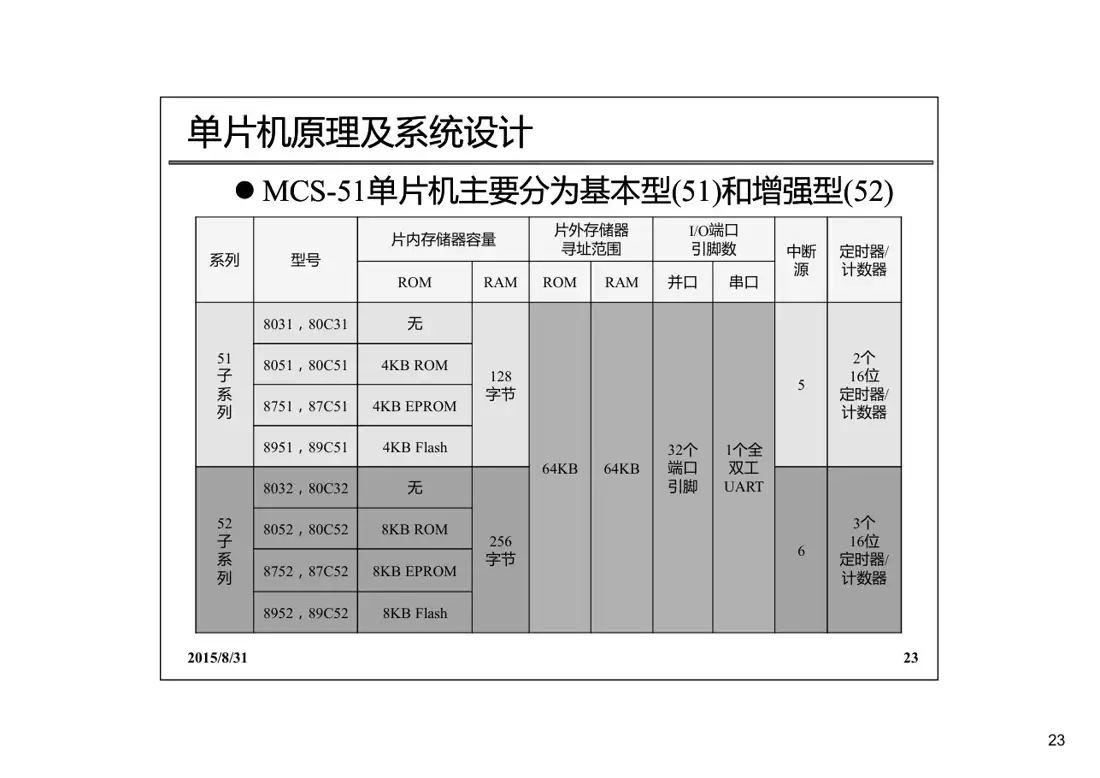 单片机原理及系统设计
● MCS-51单片机主要分为基本型(51)和增强型(52)
系列
型号
片内存储器容量
片外存储器
寻址范围
I/O端口
引脚数
中断
源
定时器/
计数器
ROM
RAM
ROM
RAM
并口
串口
51
子
系
列
8031，80C31
无
8051，80C51
4KB ROM
8751，87C51
4KB EPROM
8951，89C51
4KB Flash
128
字节
64KB
64KB
32个
端口
引脚
1个全
双工
UART
5
2个
16位
定时器/
计数器
52
子
系
列
8032，80C32
无
8052，80C52
8KB ROM
8752，87C52
8KB EPROM
8952，89C52
8KB Flash
256
字节
6
3个
16位
定时器/
计数器
2015/8/31
23
23